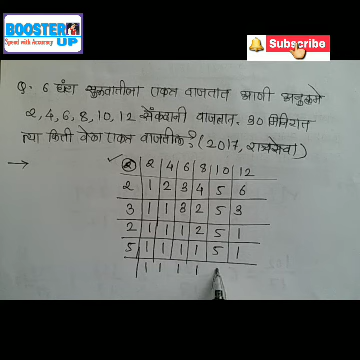 BOOSTER
Speed with Accuracy
UP
Subscribe
Q. 6 घंटा सुरुवातीला एकत्र वाजतात आणि अनुक्रमे
2, 4, 6, 8, 10, 12 सेकंदानी वाजतात. 30 मिनिटात
त्या किती वेळा एकत्र वाजतील? (2017, राज्यसेवा)
→ 2 2 4 6 8 10 12
2 1 2 3 4 5 6
3 1 1 3 2 5 3
2 1 1 1 2 5 1
5 1 1 1 1 5 1
1 1 1 1